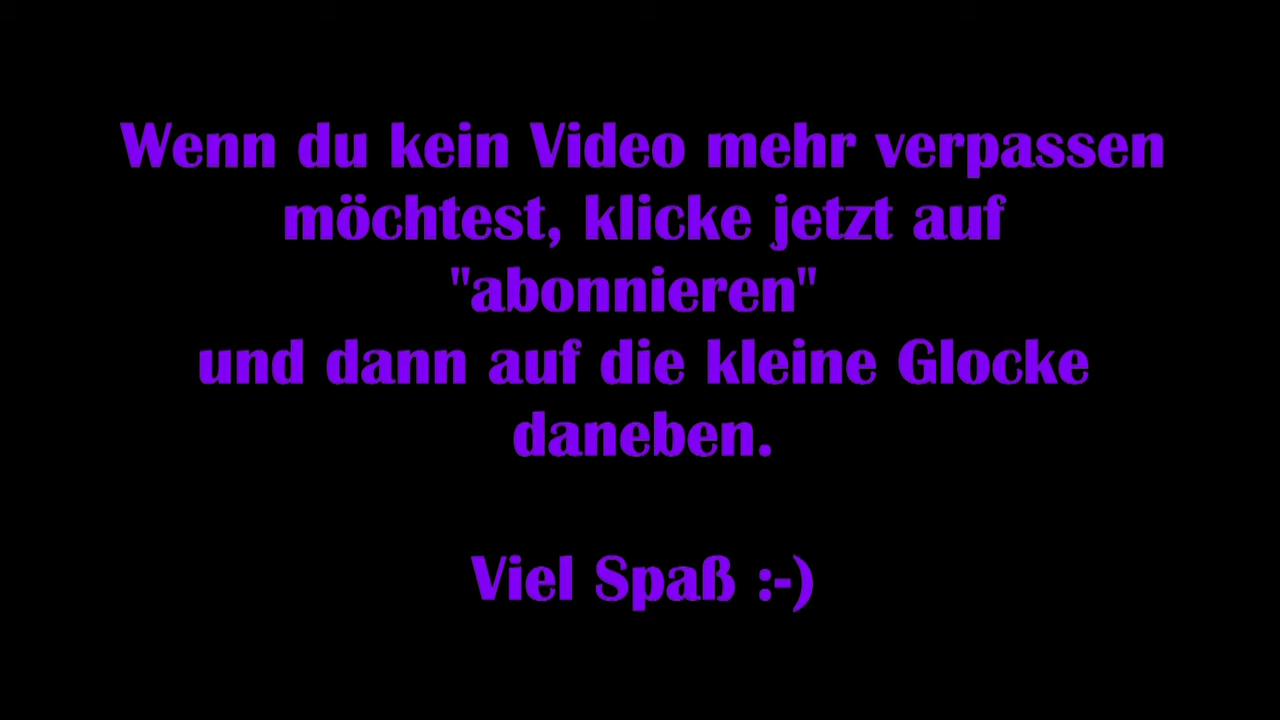 Wenn du kein Video mehr verpassen
möchtest, klicke jetzt auf
"abonnieren"
und dann auf die kleine Glocke
daneben.
Viel Spaß :-)